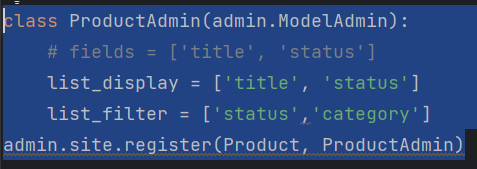 class ProductAdmin(admin.ModelAdmin):
    # fields = ['title', 'status']
    list_display = ['title', 'status']
    list_filter = ['status','category']
admin.site.register(Product, ProductAdmin)